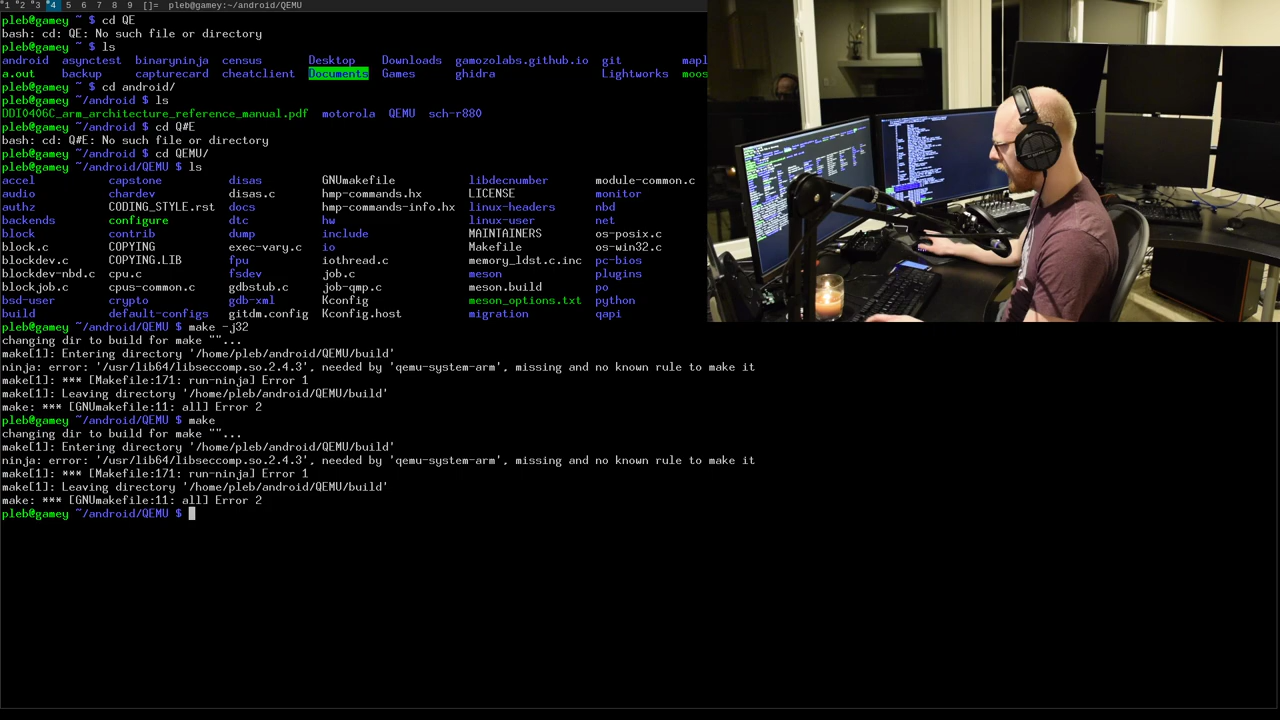 1 2 3 4 5 6 7 8 9 []= pleb@gamey:~/android/QEMU
pleb@gamey ~ $ cd QE
bash: cd: QE: No such file or directory
pleb@gamey ~ $ ls
android asynctest binaryninja census Desktop Downloads gamozolabs.github.io git mapl
a.out backup capturecard cheatclient Documents Games ghidra Lightworks moos
pleb@gamey ~ $ cd android/
pleb@gamey ~/android $ ls
DDI0406C_arm_architecture_reference_manual.pdf motorola QEMU sch-r880
pleb@gamey ~/android $ cd Q#E
bash: cd: Q#E: No such file or directory
pleb@gamey ~/android $ cd QEMU/
pleb@gamey ~/android/QEMU $ ls
accel capstone disas GNUmakefile libdecnumber module-common.c
audio chardev disas.c hmp-commands.hx LICENSE monitor
authz CODING_STYLE.rst docs hmp-commands-info.hx linux-headers nbd
backends configure dtc hw linux-user net
block contrib dump include MAINTAINERS os-posix.c
block.c COPYING exec-vary.c io Makefile os-win32.c
blockdev.c COPYING.LIB fpu iothread.c memory_ldst.c.inc pc-bios
blockdev-nbd.c cpu.c fsdev job.c meson plugins
blockjob.c cpus-common.c gdbstub.c job-qmp.c meson.build po
bsd-user crypto gdb-xml Kconfig meson_options.txt python
build default-configs gitdm.config Kconfig.host migration qapi
pleb@gamey ~/android/QEMU $ make -j32
changing dir to build for make ""...
make[1]: Entering directory '/home/pleb/android/QEMU/build'
ninja: error: '/usr/lib64/libseccomp.so.2.4.3', needed by 'qemu-system-arm', missing and no known rule to make it
make[1]: *** [Makefile:171: run-ninja] Error 1
make[1]: Leaving directory '/home/pleb/android/QEMU/build'
make: *** [GNUmakefile:11: all] Error 2
pleb@gamey ~/android/QEMU $ make
changing dir to build for make ""...
make[1]: Entering directory '/home/pleb/android/QEMU/build'
ninja: error: '/usr/lib64/libseccomp.so.2.4.3', needed by 'qemu-system-arm', missing and no known rule to make it
make[1]: *** [Makefile:171: run-ninja] Error 1
make[1]: Leaving directory '/home/pleb/android/QEMU/build'
make: *** [GNUmakefile:11: all] Error 2
pleb@gamey ~/android/QEMU $